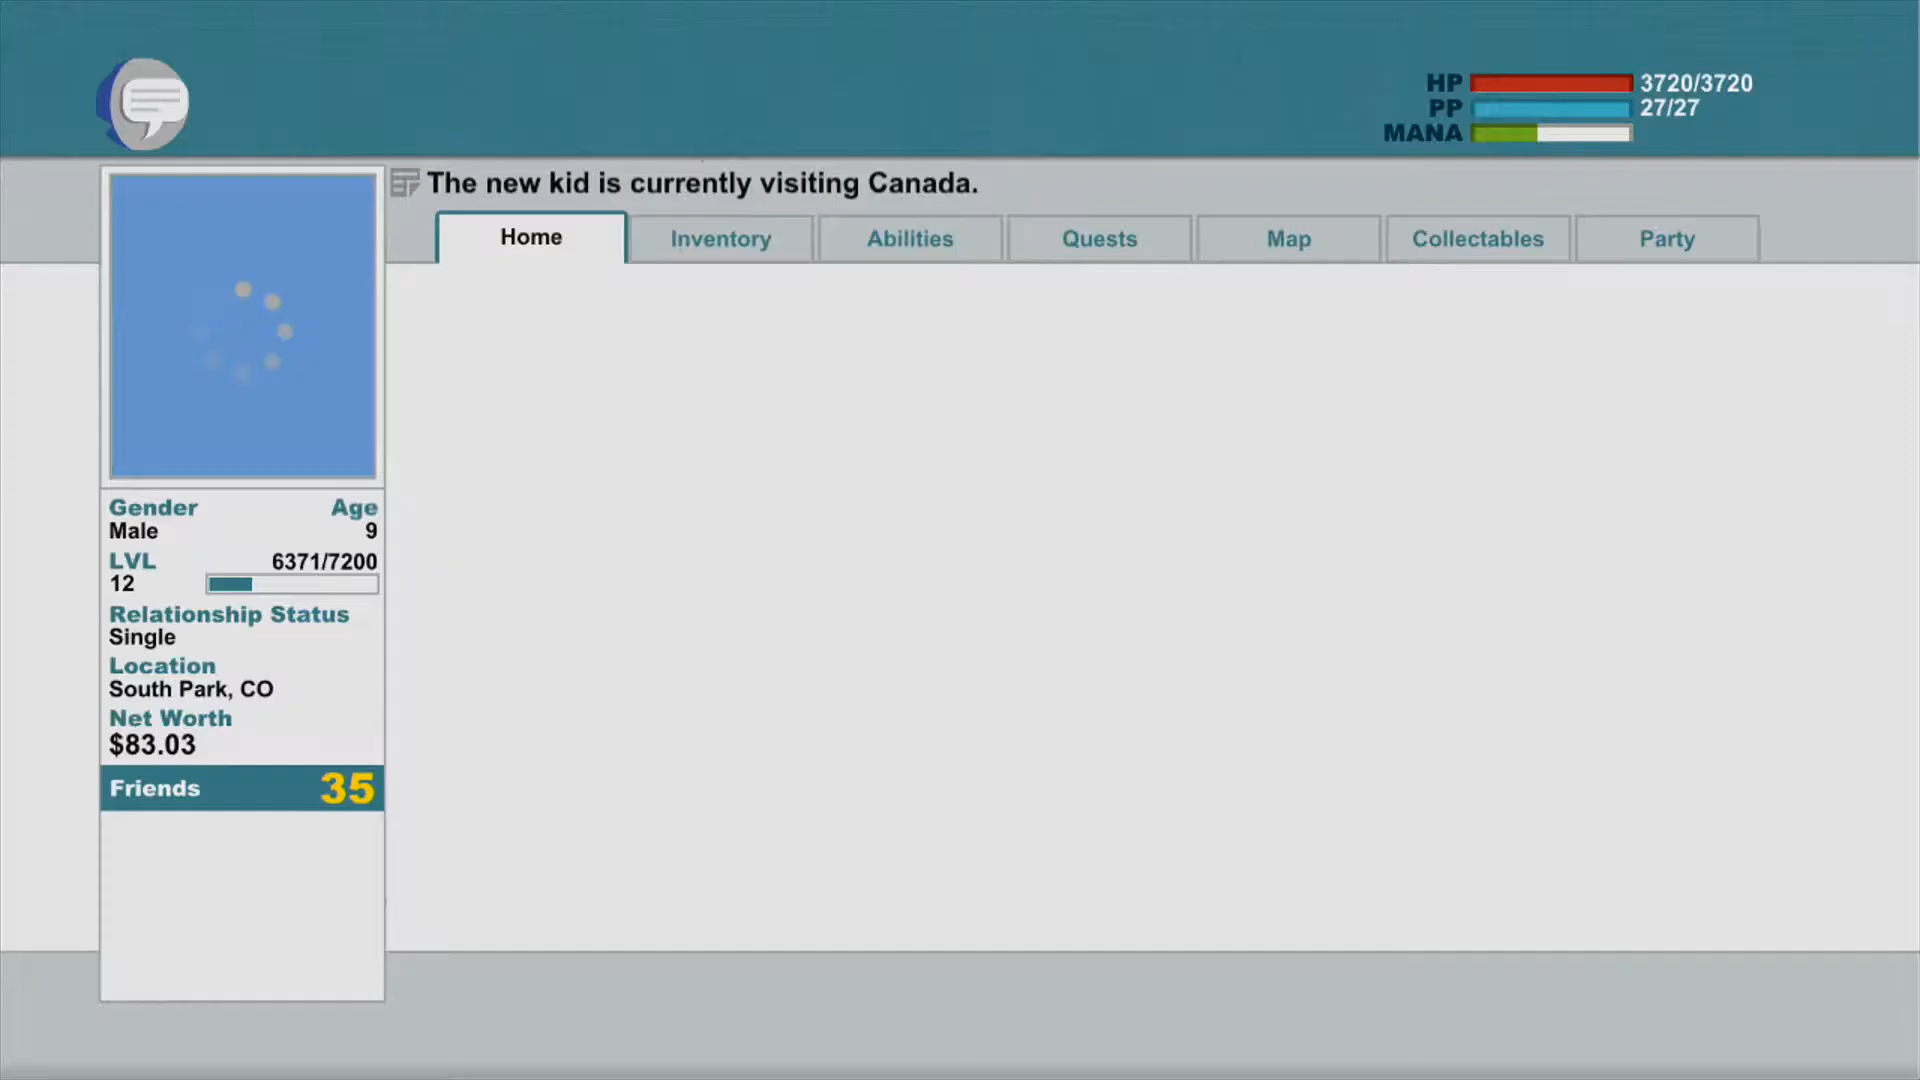 HP 3720/3720
PP 27/27
MANA
The new kid is currently visiting Canada.
Home Inventory Abilities Quests Map Collectables Party
Gender Age
Male 9
LVL 6371/7200
12
Relationship Status
Single
Location
South Park, CO
Net Worth
$83.03
Friends 35